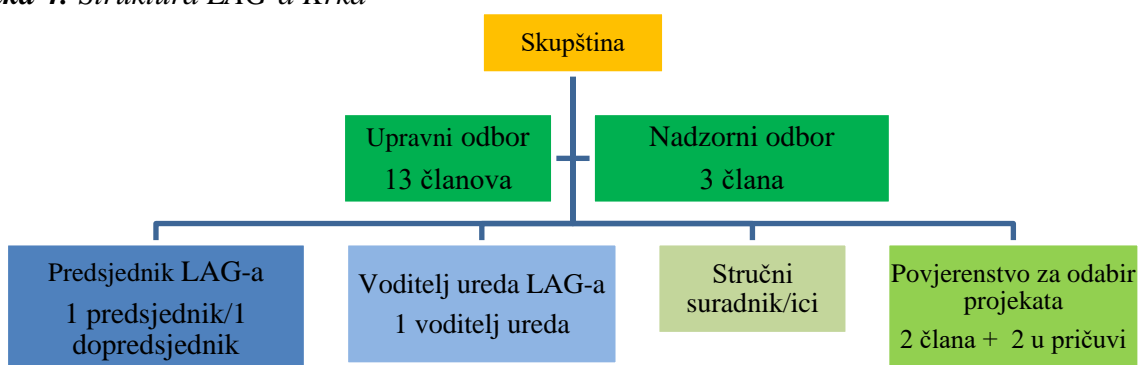 Struktura LAG-a Krka
Skupština
Upravni odbor
13 članova
Nadzorni odbor
3 člana
Predsjednik LAG-a
1 predsjednik/1
dopredsjednik
Voditelj ureda LAG-a
1 voditelj ureda
Stručni
suradnik/ici
Povjerenstvo za odabir
projekata
2 člana + 2 u pričuvi